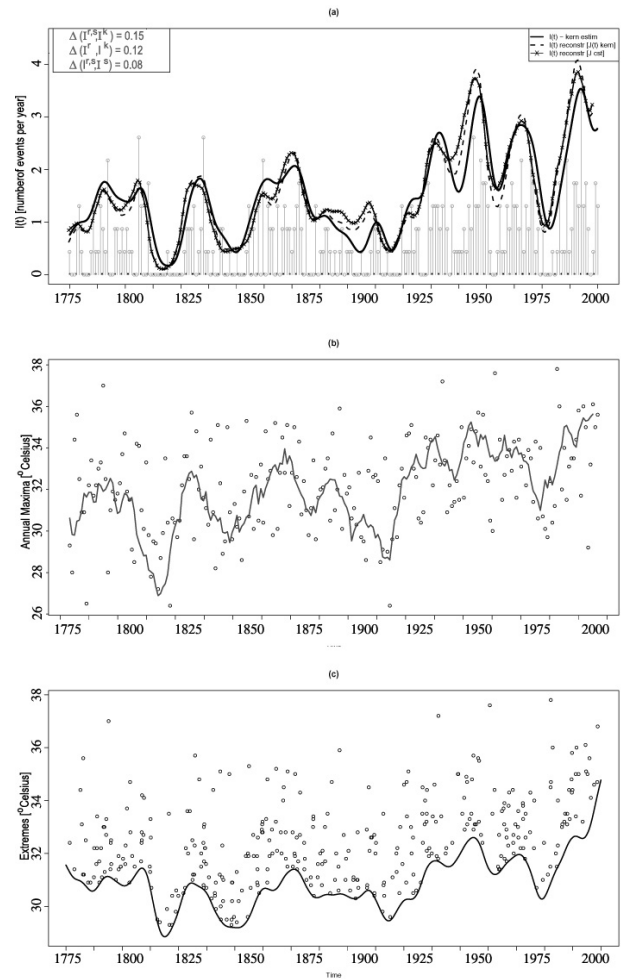 (a)
Δ (I^r,s,I^k) = 0.15
Δ (I^r ,I^k) = 0.12
Δ (I^r,s,I^s) = 0.08
I(t) – kern estim
I(t) reconstr [J(t) kern]
I(t) reconstr [J cst]
I(t) [numberof events per year]
4
3
2
1
0
1775 1800 1825 1850 1875 1900 1925 1950 1975 2000
(b)
Annual Maxima [°Celsius]
38
36
34
32
30
28
26
1775 1800 1825 1850 1875 1900 1925 1950 1975 2000
(c)
Extremes [°Celsius]
38
36
34
32
30
1775 1800 1825 1850 1875 1900 1925 1950 1975 2000
Time